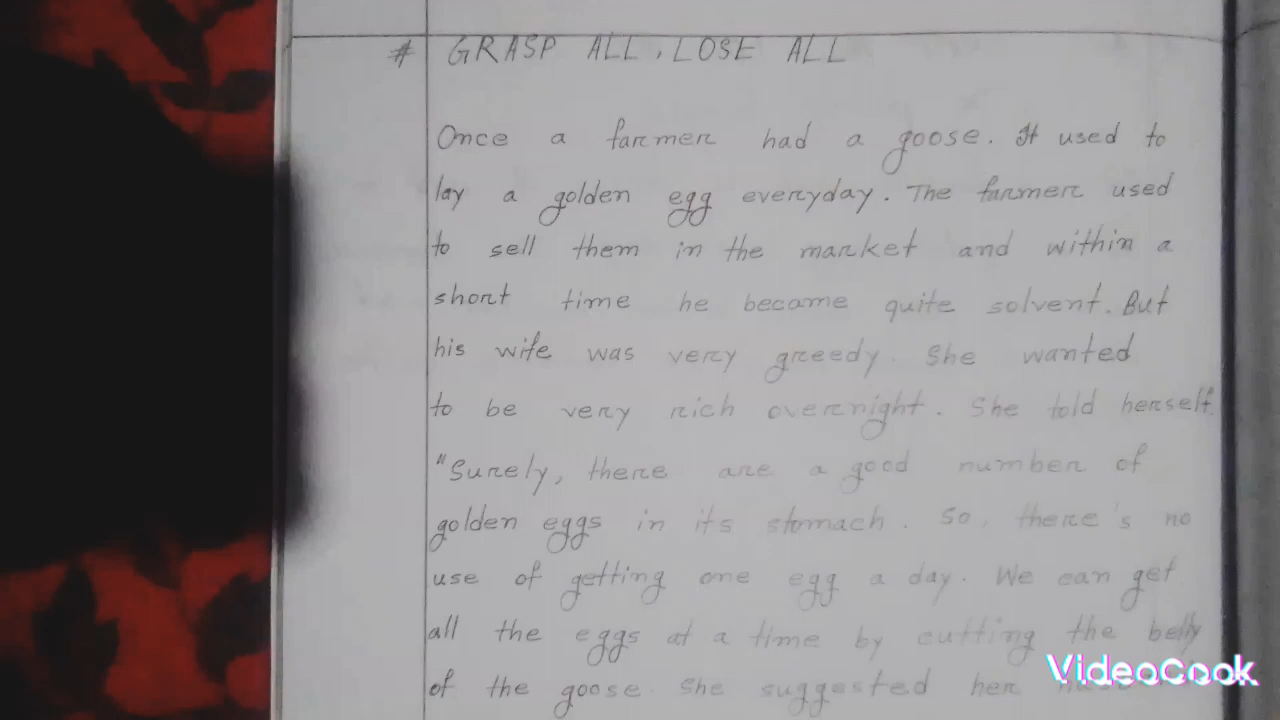 # GRASP ALL, LOSE ALL
Once a farmer had a goose. It used to
lay a golden egg everyday. The farmer used
to sell them in the market and within a
short time he became quite solvent. But
his wife was very greedy. She wanted
to be very rich overnight. She told herself.
"Surely, there are a good number of
golden eggs in its stomach. So, there's no
use of getting one egg a day. We can get
all the eggs at a time by cutting the belly
of the goose. She suggested her
VideoCook